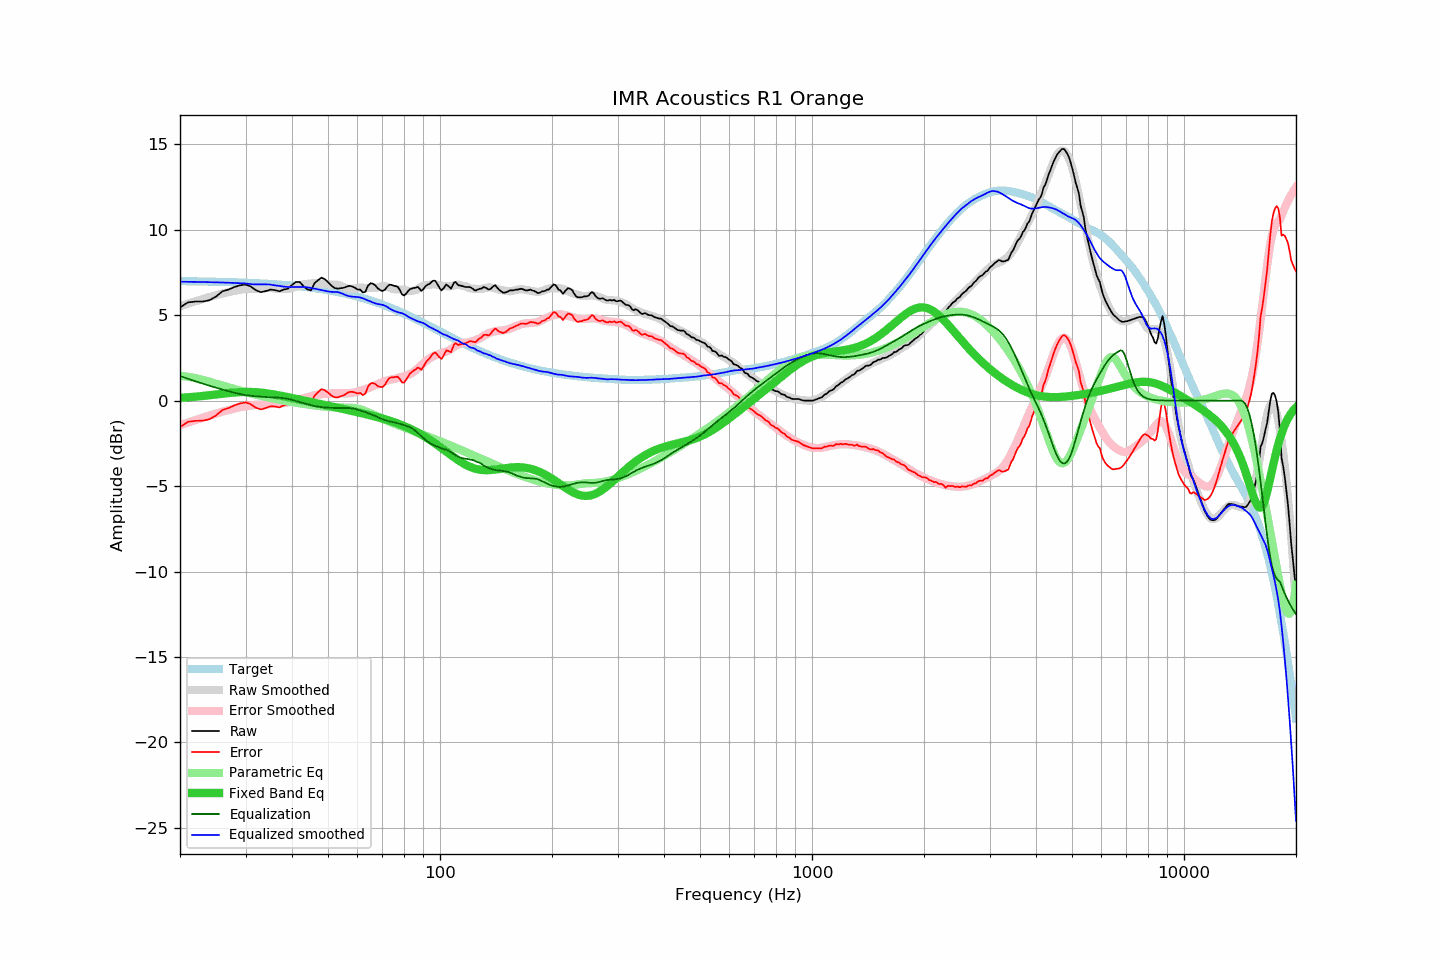 IMR Acoustics R1 Orange
15
10
5
0
−5
−10
−15
−20
−25
Amplitude (dBr)
Target
Raw Smoothed
Error Smoothed
Raw
Error
Parametric Eq
Fixed Band Eq
Equalization
Equalized smoothed
100
1000
10000
Frequency (Hz)